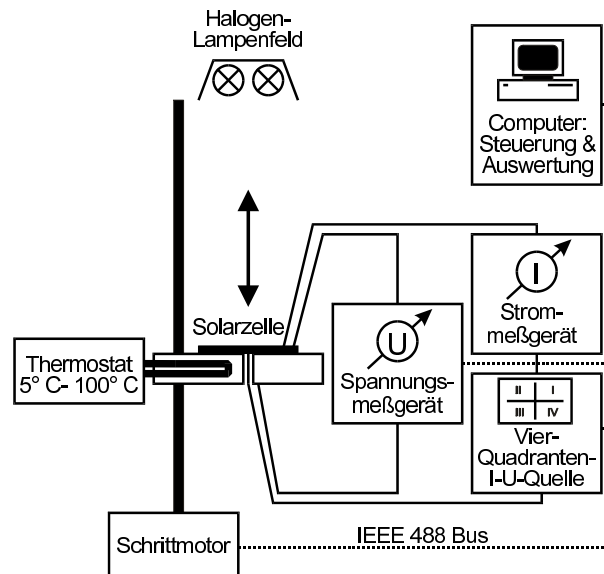 Halogen-
Lampenfeld
Computer:
Steuerung &
Auswertung
Solarzelle
I
Strom-
meßgerät
Thermostat
5° C- 100° C
U
Spannungs-
meßgerät
II I
III IV
Vier-
Quadranten-
I-U-Quelle
Schrittmotor
IEEE 488 Bus